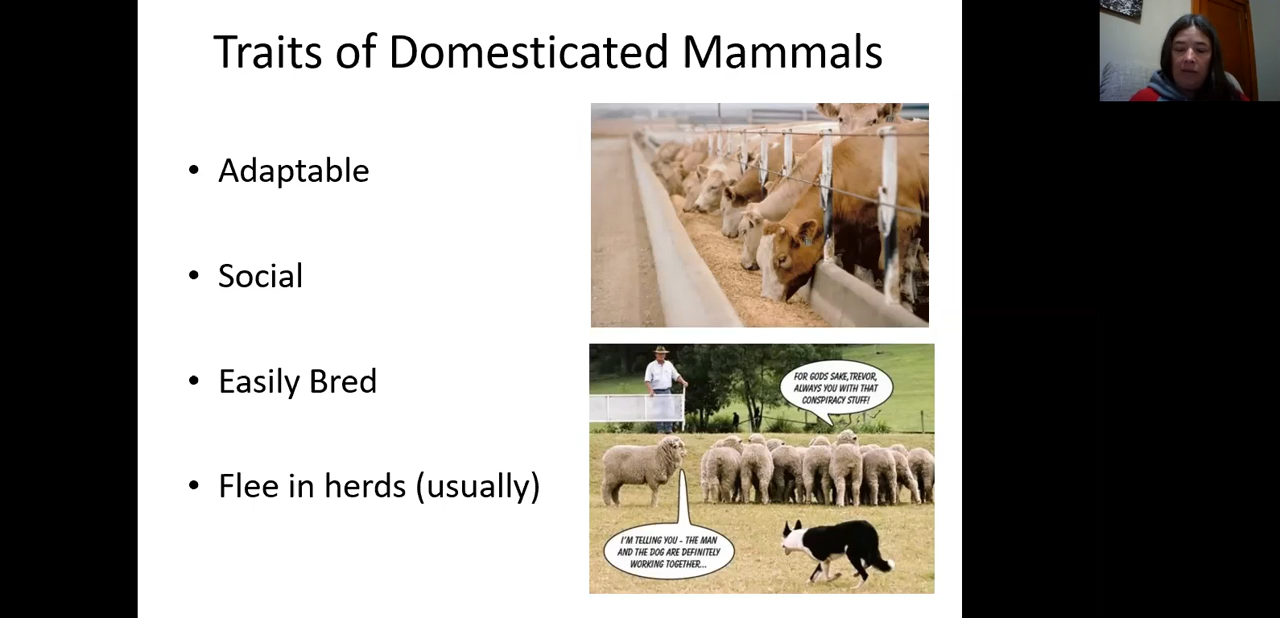 Traits of Domesticated Mammals
• Adaptable
• Social
• Easily Bred
• Flee in herds (usually)
FOR GODS SAKE,TREVOR,
ALWAYS YOU WITH THAT
CONSPIRACY STUFF!
I'M TELLING YOU - THE MAN
AND THE DOG ARE DEFINITELY
WORKING TOGETHER...